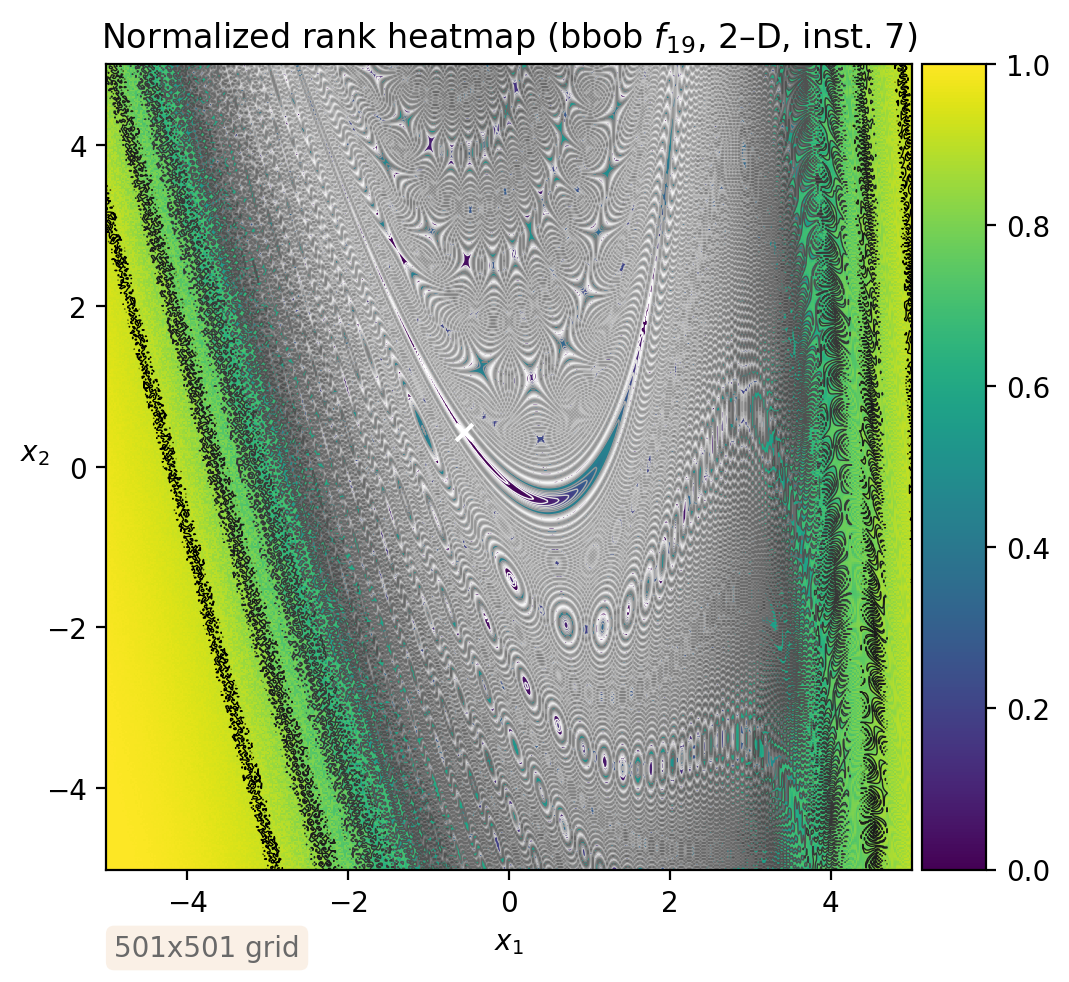 Normalized rank heatmap (bbob f19, 2–D, inst. 7)
1.0
0.8
0.6
0.4
0.2
0.0
4
2
0
−2
−4
x2
−4 −2 0 2 4
x1
501x501 grid